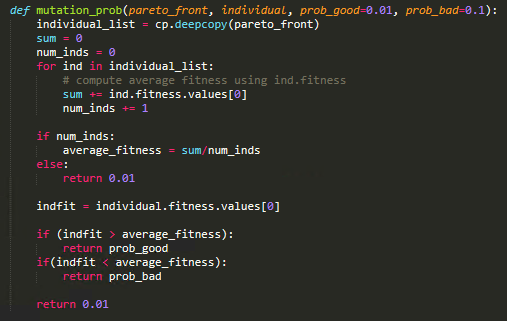 def mutation_prob(pareto_front, individual, prob_good=0.01, prob_bad=0.1):
    individual_list = cp.deepcopy(pareto_front)
    sum = 0
    num_inds = 0
    for ind in individual_list:
        # compute average fitness using ind.fitness
        sum += ind.fitness.values[0]
        num_inds += 1

    if num_inds:
        average_fitness = sum/num_inds
    else:
        return 0.01

    indfit = individual.fitness.values[0]

    if (indfit > average_fitness):
        return prob_good
    if(indfit < average_fitness):
        return prob_bad

    return 0.01